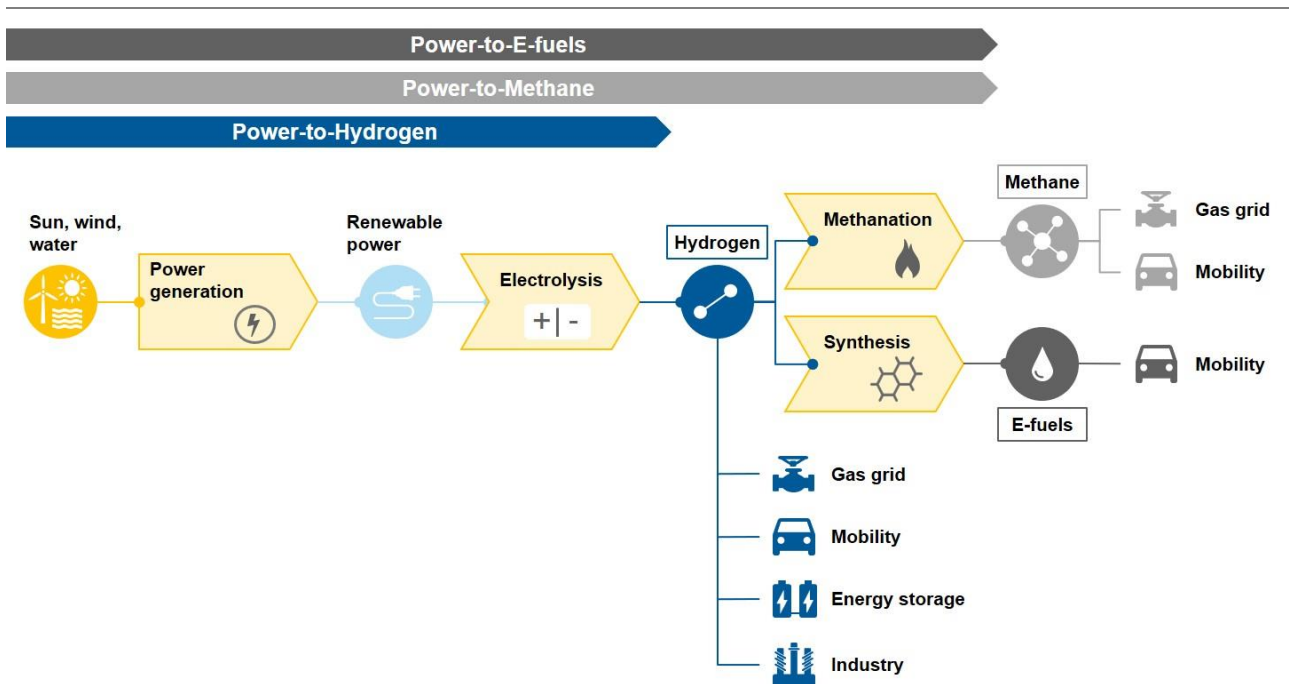 Power-to-E-fuels
Power-to-Methane
Power-to-Hydrogen
Sun, wind,
water
Power
generation
Renewable
power
Electrolysis
+ | -
Hydrogen
Methanation
Methane
Gas grid
Mobility
Synthesis
E-fuels
Mobility
Gas grid
Mobility
Energy storage
Industry